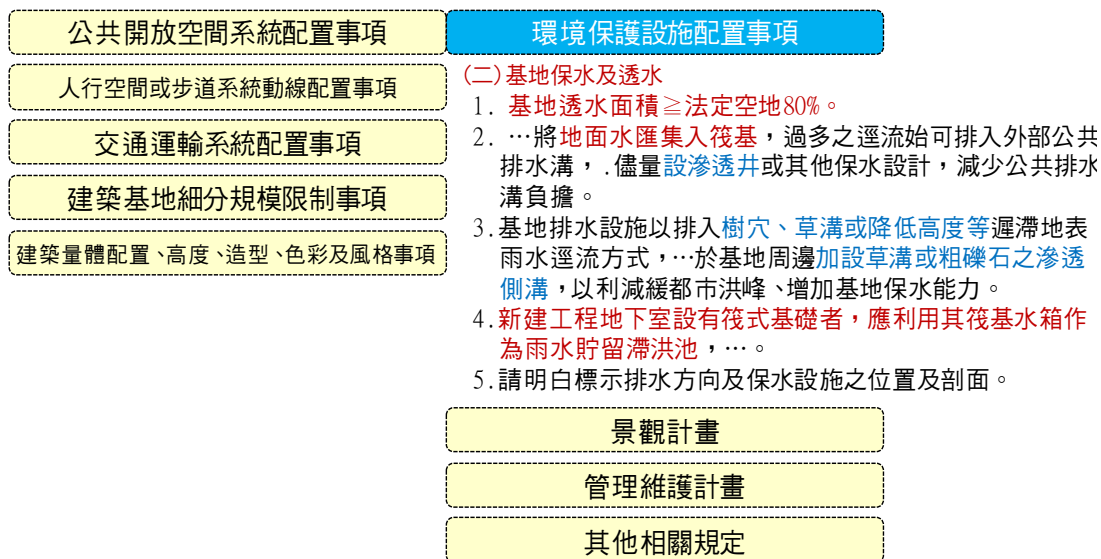 公共開放空間系統配置事項
人行空間或步道系統動線配置事項
交通運輸系統配置事項
建築基地細分規模限制事項
建築量體配置、高度、造型、色彩及風格事項
環境保護設施配置事項
(二)基地保水及透水
1. 基地透水面積≧法定空地80%。
2. …將地面水匯集入筏基，過多之逕流始可排入外部公共
排水溝，.儘量設滲透井或其他保水設計，減少公共排水
溝負擔。
3.基地排水設施以排入樹穴、草溝或降低高度等遲滯地表
雨水逕流方式，…於基地周邊加設草溝或粗礫石之滲透
側溝，以利減緩都市洪峰、增加基地保水能力。
4.新建工程地下室設有筏式基礎者，應利用其筏基水箱作
為雨水貯留滯洪池，…。
5.請明白標示排水方向及保水設施之位置及剖面。
景觀計畫
管理維護計畫
其他相關規定